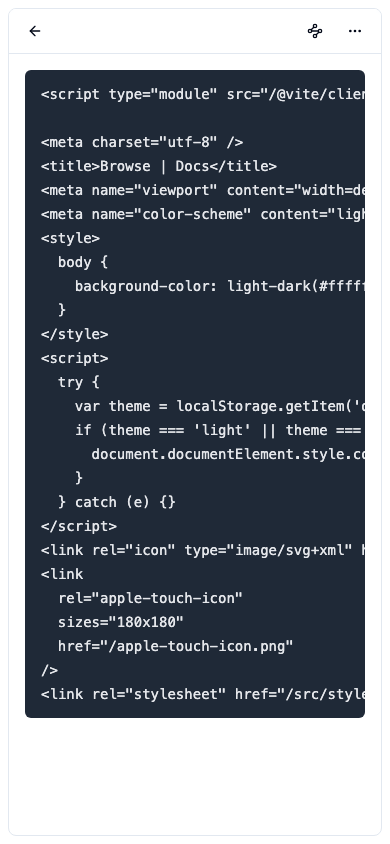 <script type="module" src="/@vite/clien
<meta charset="utf-8" />
<title>Browse | Docs</title>
<meta name="viewport" content="width=de
<meta name="color-scheme" content="ligh
<style>
  body {
    background-color: light-dark(#fffff
  }
</style>
<script>
  try {
    var theme = localStorage.getItem('d
    if (theme === 'light' || theme ===
      document.documentElement.style.co
    }
  } catch (e) {}
</script>
<link rel="icon" type="image/svg+xml" h
<link
  rel="apple-touch-icon"
  sizes="180x180"
  href="/apple-touch-icon.png"
/>
<link rel="stylesheet" href="/src/style